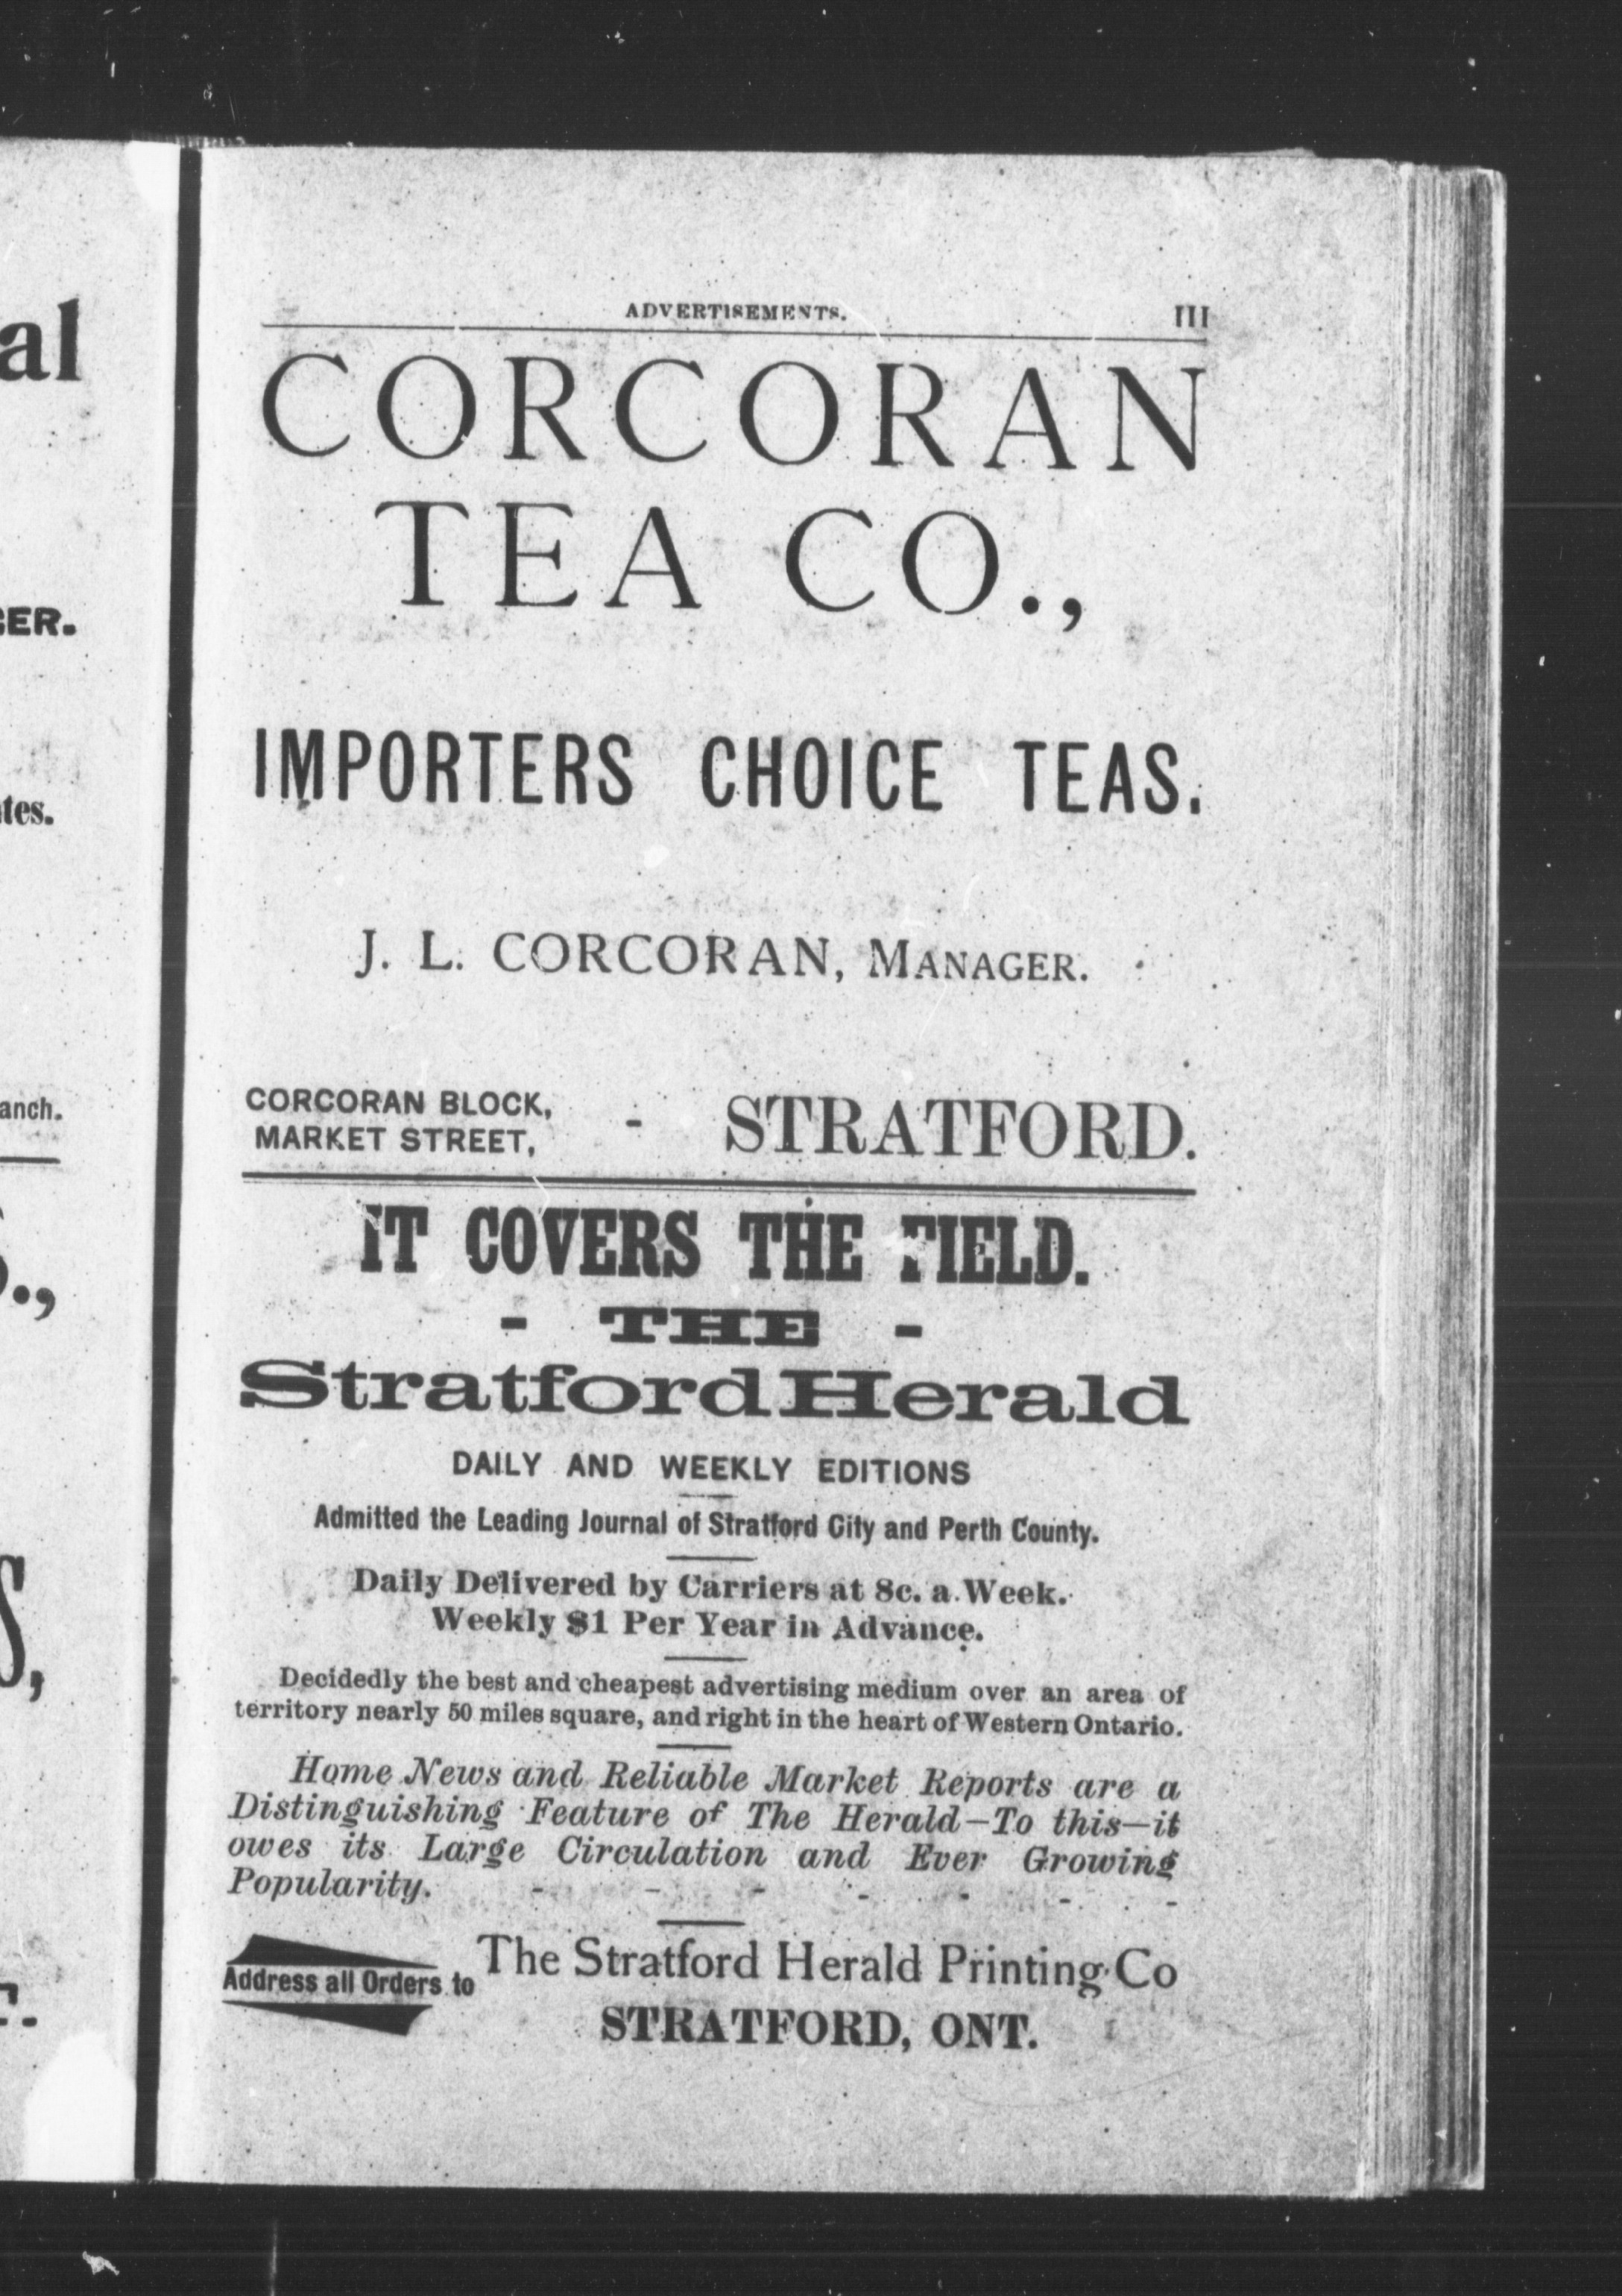 ADVERTISEMENTS. III
CORCORAN
TEA CO.,
IMPORTERS CHOICE TEAS.
J. L. CORCORAN, MANAGER.
CORCORAN BLOCK,
MARKET STREET, - STRATFORD.
IT COVERS THE FIELD.
- THE -
Stratford Herald
DAILY AND WEEKLY EDITIONS
Admitted the Leading Journal of Stratford City and Perth County.
Daily Delivered by Carriers at 8c. a Week.
Weekly $1 Per Year in Advance.
Decidedly the best and cheapest advertising medium over an area of
territory nearly 50 miles square, and right in the heart of Western Ontario.
Home News and Reliable Market Reports are a
Distinguishing Feature of The Herald—To this—it
owes its Large Circulation and Ever Growing
Popularity. - - - - - - -
Address all Orders to The Stratford Herald Printing Co
STRATFORD, ONT.
al
ER.
tes.
anch.
.,
S,